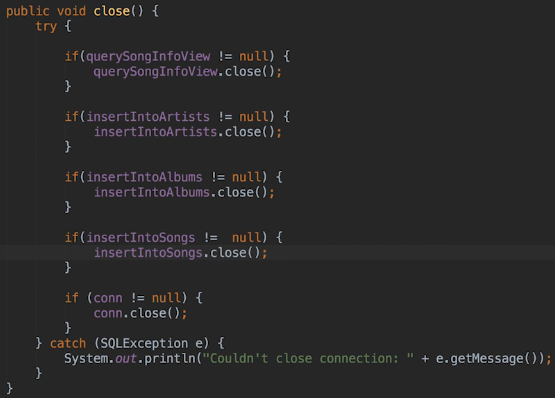 public void close() {
    try {

        if(querySongInfoView != null) {
            querySongInfoView.close();
        }

        if(insertIntoArtists != null) {
            insertIntoArtists.close();
        }

        if(insertIntoAlbums != null) {
            insertIntoAlbums.close();
        }

        if(insertIntoSongs !=  null) {
            insertIntoSongs.close();
        }

        if (conn != null) {
            conn.close();
        }
    } catch (SQLException e) {
        System.out.println("Couldn't close connection: " + e.getMessage());
    }
}